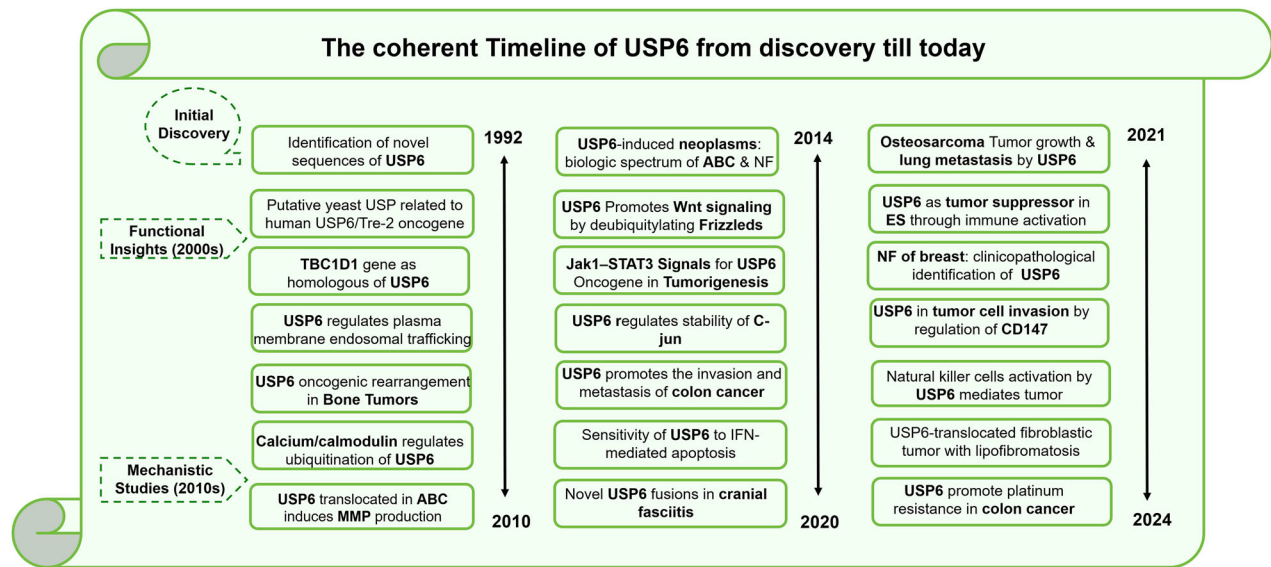 The coherent Timeline of USP6 from discovery till today
Initial
Discovery
Functional
Insights (2000s)
Mechanistic
Studies (2010s)
1992
Identification of novel
sequences of USP6
Putative yeast USP related to
human USP6/Tre-2 oncogene
TBC1D1 gene as
homologous of USP6
USP6 regulates plasma
membrane endosomal trafficking
USP6 oncogenic rearrangement
in Bone Tumors
Calcium/calmodulin regulates
ubiquitination of USP6
USP6 translocated in ABC
induces MMP production
2010
2014
USP6-induced neoplasms:
biologic spectrum of ABC & NF
USP6 Promotes Wnt signaling
by deubiquitylating Frizzleds
Jak1–STAT3 Signals for USP6
Oncogene in Tumorigenesis
USP6 regulates stability of C-
jun
USP6 promotes the invasion and
metastasis of colon cancer
Sensitivity of USP6 to IFN-
mediated apoptosis
Novel USP6 fusions in cranial
fasciitis
2020
2021
Osteosarcoma Tumor growth &
lung metastasis by USP6
USP6 as tumor suppressor in
ES through immune activation
NF of breast: clinicopathological
identification of USP6
USP6 in tumor cell invasion by
regulation of CD147
Natural killer cells activation by
USP6 mediates tumor
USP6-translocated fibroblastic
tumor with lipofibromatosis
USP6 promote platinum
resistance in colon cancer
2024